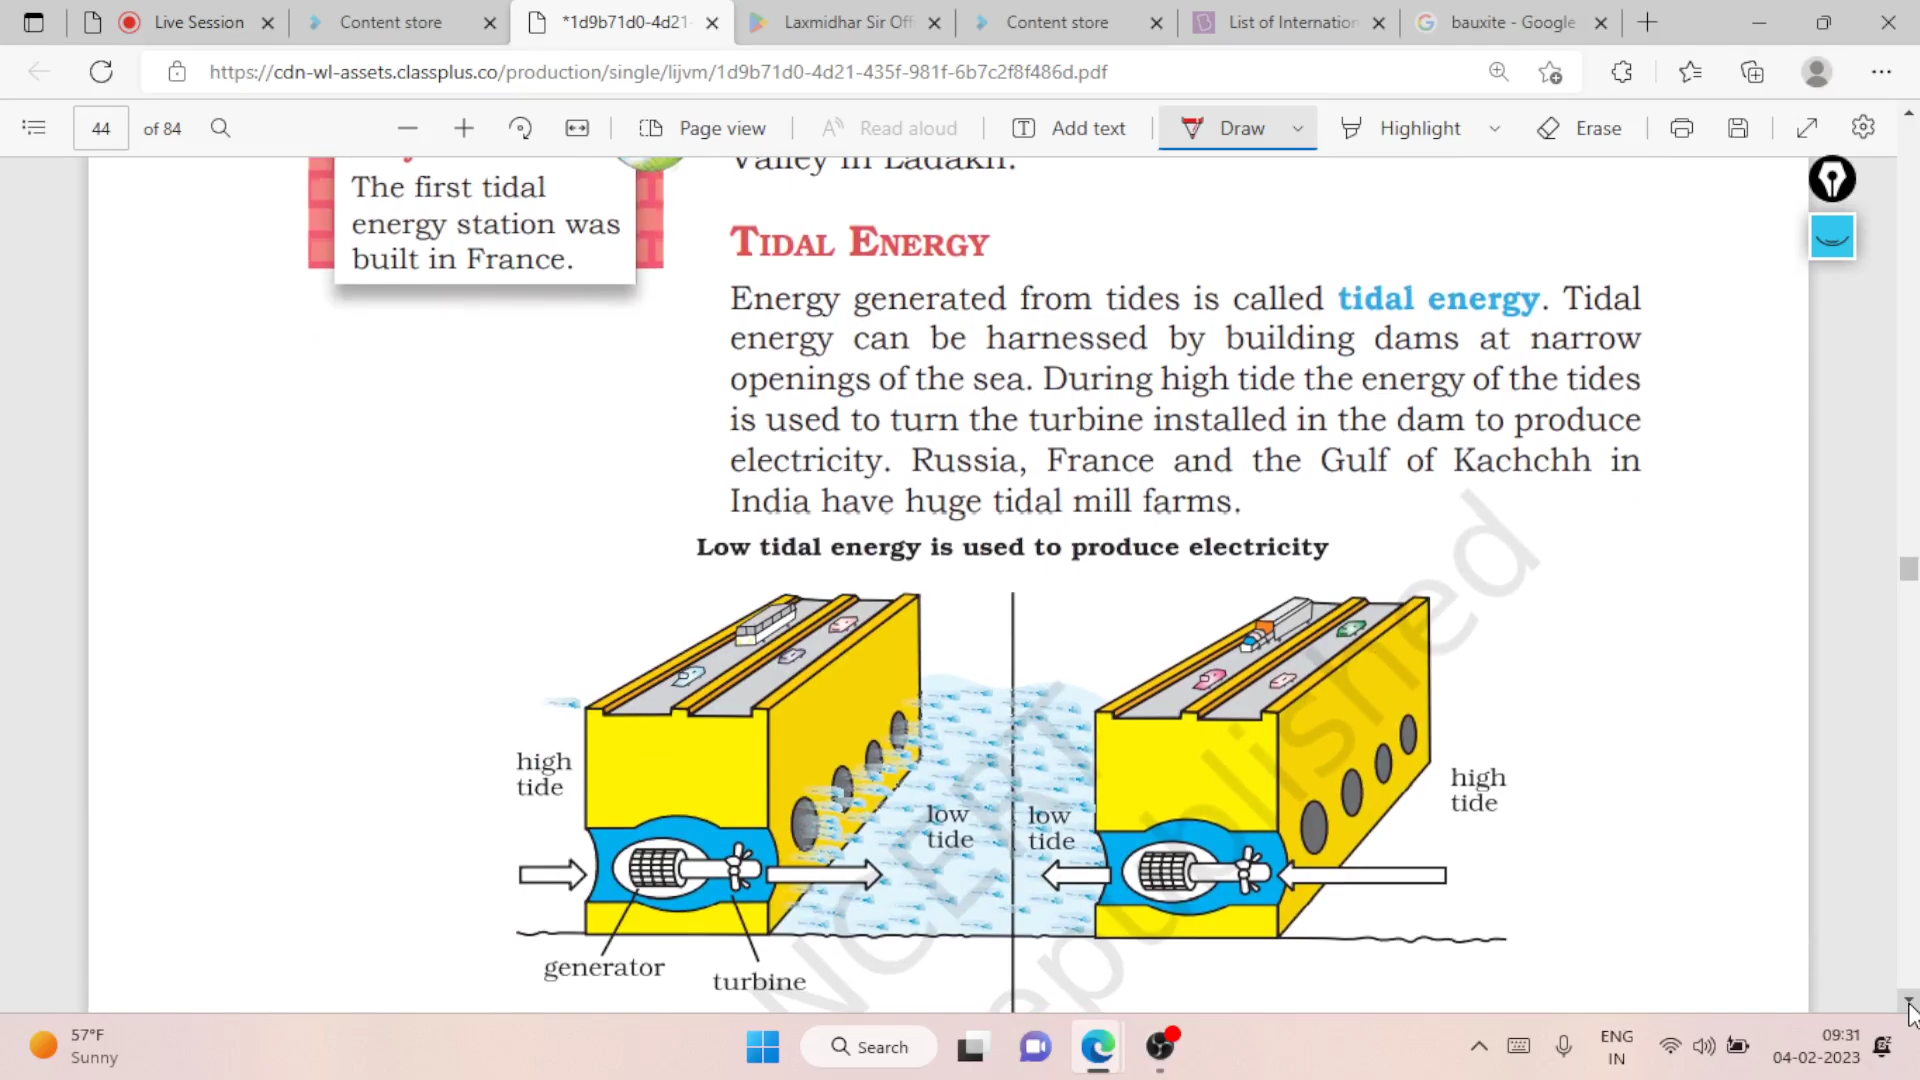 Live Session
Content store
*1d9b71d0-4d21-
Laxmidhar Sir Off
Content store
List of Internation
bauxite - Google
https://cdn-wl-assets.classplus.co/production/single/lijvm/1d9b71d0-4d21-435f-981f-6b7c2f8f486d.pdf
44 of 84
Page view
Read aloud
Add text
Draw
Highlight
Erase
Valley in Ladakh.
The first tidal
energy station was
built in France.
TIDAL ENERGY
Energy generated from tides is called tidal energy. Tidal
energy can be harnessed by building dams at narrow
openings of the sea. During high tide the energy of the tides
is used to turn the turbine installed in the dam to produce
electricity. Russia, France and the Gulf of Kachchh in
India have huge tidal mill farms.
Low tidal energy is used to produce electricity
high
tide
low
tide
low
tide
high
tide
generator
turbine
NCERT
republished
57°F
Sunny
Search
ENG
IN
09:31
04-02-2023